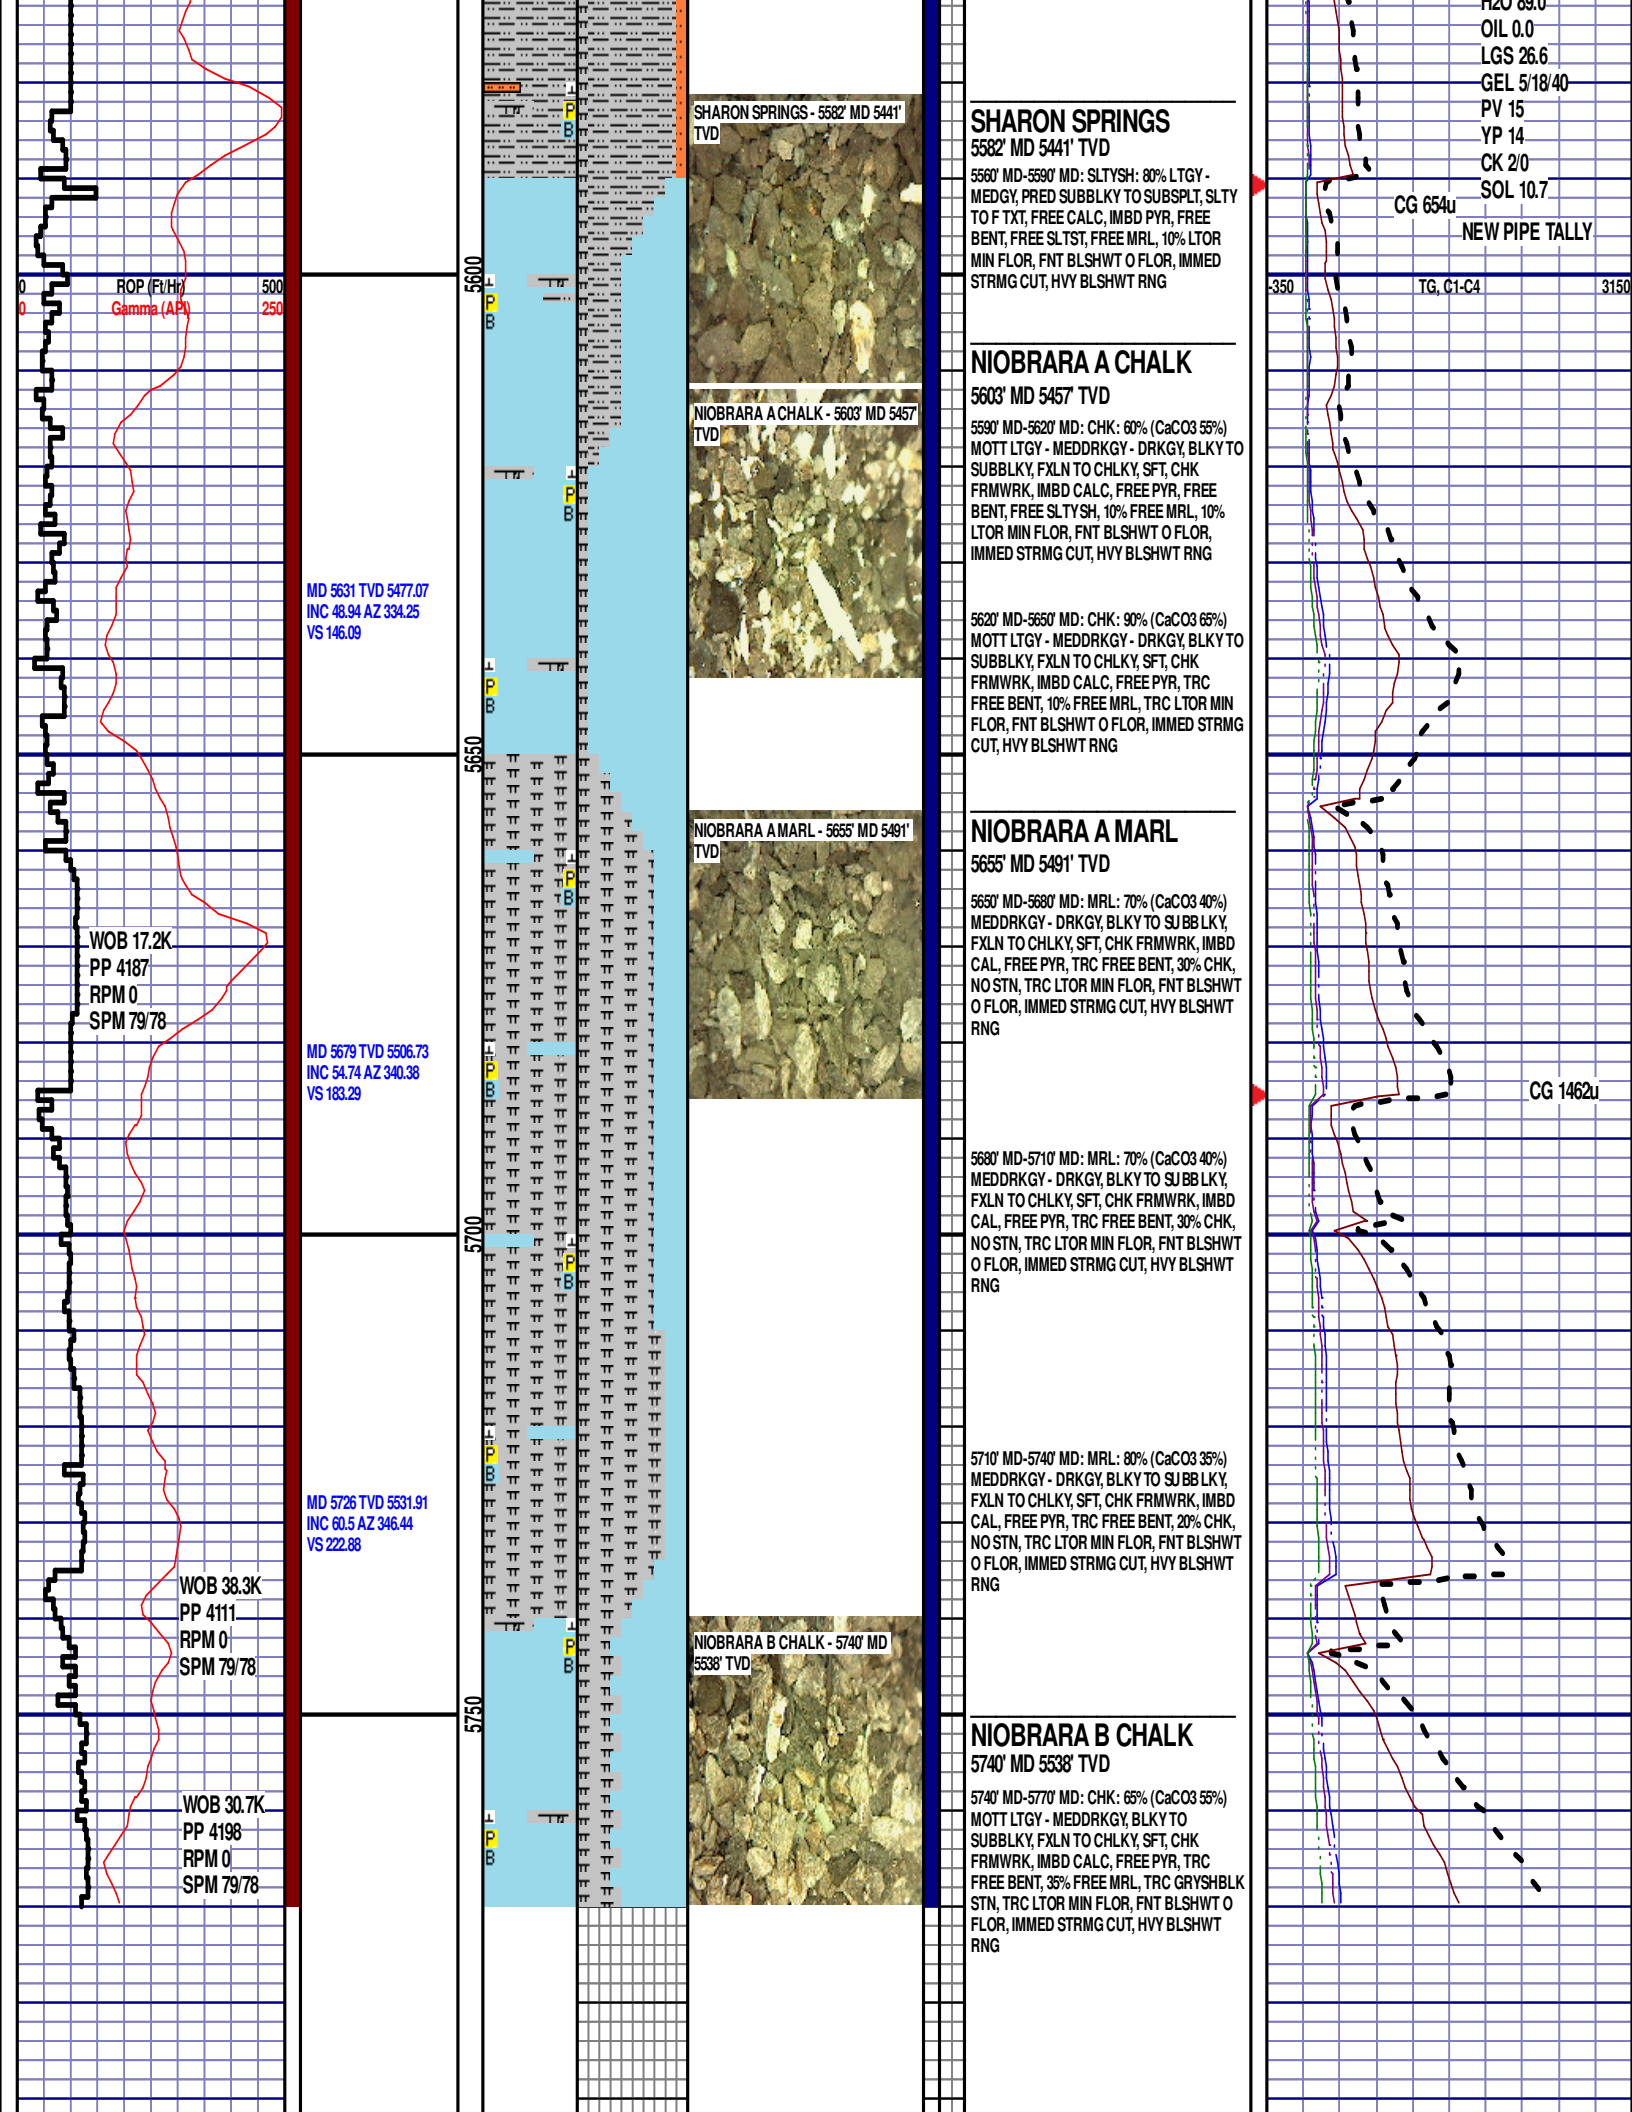 H2O 89.0
OIL 0.0
LGS 26.6
GEL 5/18/40
PV 15
YP 14
CK 2/0
SOL 10.7
CG 654u
NEW PIPE TALLY
SHARON SPRINGS - 5582' MD 5441'
TVD
SHARON SPRINGS
5582' MD 5441' TVD
5560' MD-5590' MD: SLTYSH: 80% LTGY -
MEDGY, PRED SUBBLKY TO SUBSPLT, SLTY
TO F TXT, FREE CALC, IMBD PYR, FREE
BENT, FREE SLTST, FREE MRL, 10% LTOR
MIN FLOR, FNT BLSHWT O FLOR, IMMED
STRMG CUT, HVY BLSHWT RNG
0 ROP (Ft/Hr) 500
0 Gamma (API) 250
5600
-350 TG, C1-C4 3150
NIOBRARA A CHALK - 5603' MD 5457'
TVD
NIOBRARA A CHALK
5603' MD 5457' TVD
5590' MD-5620' MD: CHK: 60% (CaCO3 55%)
MOTT LTGY - MEDDRKGY - DRKGY, BLKY TO
SUBBLKY, FXLN TO CHLKY, SFT, CHK
FRMWRK, IMBD CALC, FREE PYR, FREE
BENT, FREE SLTYSH, 10% FREE MRL, 10%
LTOR MIN FLOR, FNT BLSHWT O FLOR,
IMMED STRMG CUT, HVY BLSHWT RNG
MD 5631 TVD 5477.07
INC 48.94 AZ 334.25
VS 146.09
5620' MD-5650' MD: CHK: 90% (CaCO3 65%)
MOTT LTGY - MEDDRKGY - DRKGY, BLKY TO
SUBBLKY, FXLN TO CHLKY, SFT, CHK
FRMWRK, IMBD CALC, FREE PYR, TRC
FREE BENT, 10% FREE MRL, TRC LTOR MIN
FLOR, FNT BLSHWT O FLOR, IMMED STRMG
CUT, HVY BLSHWT RNG
5650
NIOBRARA A MARL - 5655' MD 5491'
TVD
NIOBRARA A MARL
5655' MD 5491' TVD
5650' MD-5680' MD: MRL: 70% (CaCO3 40%)
MEDDRKGY - DRKGY, BLKY TO SUBBLKY,
FXLN TO CHLKY, SFT, CHK FRMWRK, IMBD
CAL, FREE PYR, TRC FREE BENT, 30% CHK,
NO STN, TRC LTOR MIN FLOR, FNT BLSHWT
O FLOR, IMMED STRMG CUT, HVY BLSHWT
RNG
WOB 17.2K
PP 4187
RPM 0
SPM 79/78
MD 5679 TVD 5506.73
INC 54.74 AZ 340.38
VS 183.29
CG 1462u
5680' MD-5710' MD: MRL: 70% (CaCO3 40%)
MEDDRKGY - DRKGY, BLKY TO SUBBLKY,
FXLN TO CHLKY, SFT, CHK FRMWRK, IMBD
CAL, FREE PYR, TRC FREE BENT, 30% CHK,
NO STN, TRC LTOR MIN FLOR, FNT BLSHWT
O FLOR, IMMED STRMG CUT, HVY BLSHWT
RNG
5700
5710' MD-5740' MD: MRL: 80% (CaCO3 35%)
MEDDRKGY - DRKGY, BLKY TO SUBBLKY,
FXLN TO CHLKY, SFT, CHK FRMWRK, IMBD
CAL, FREE PYR, TRC FREE BENT, 20% CHK,
NO STN, TRC LTOR MIN FLOR, FNT BLSHWT
O FLOR, IMMED STRMG CUT, HVY BLSHWT
RNG
MD 5726 TVD 5531.91
INC 60.5 AZ 346.44
VS 222.88
WOB 38.3K
PP 4111
RPM 0
SPM 79/78
NIOBRARA B CHALK - 5740' MD
5538' TVD
5750
NIOBRARA B CHALK
5740' MD 5538' TVD
5740' MD-5770' MD: CHK: 65% (CaCO3 55%)
MOTT LTGY - MEDDRKGY, BLKY TO
SUBBLKY, FXLN TO CHLKY, SFT, CHK
FRMWRK, IMBD CALC, FREE PYR, TRC
FREE BENT, 35% FREE MRL, TRC GRYSHBLK
STN, TRC LTOR MIN FLOR, FNT BLSHWT O
FLOR, IMMED STRMG CUT, HVY BLSHWT
RNG
WOB 30.7K
PP 4198
RPM 0
SPM 79/78
P
B
P
B
P
B
P
B
P
B
P
B
P
B
P
B
P
B
P
B